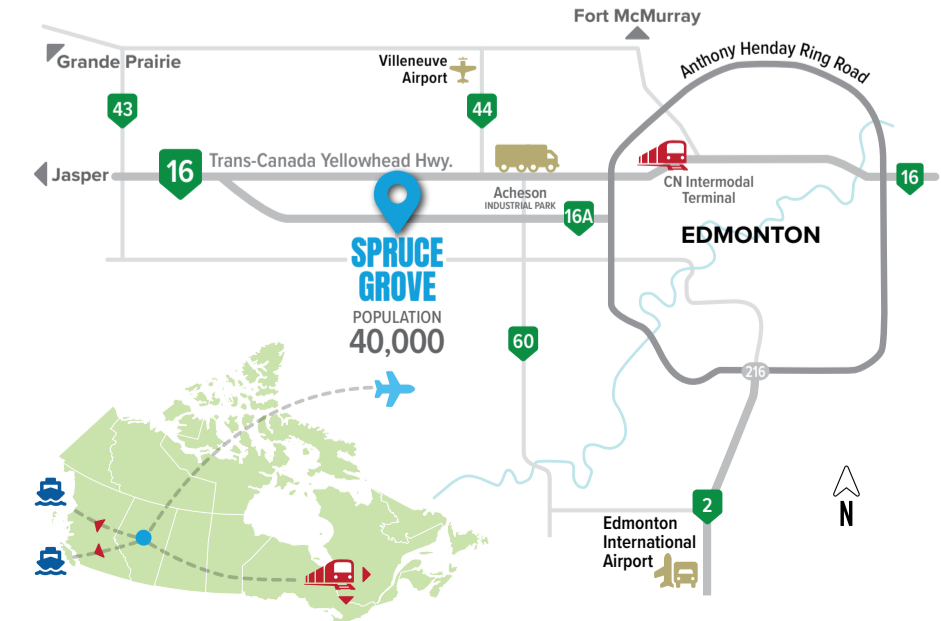 Fort McMurray
Grande Prairie
Villeneuve
Airport
Anthony Henday Ring Road
43
44
Jasper
16
Trans-Canada Yellowhead Hwy.
Acheson
INDUSTRIAL PARK
16A
CN Intermodal
Terminal
16
EDMONTON
SPRUCE
GROVE
POPULATION
40,000
60
216
2
N
Edmonton
International
Airport